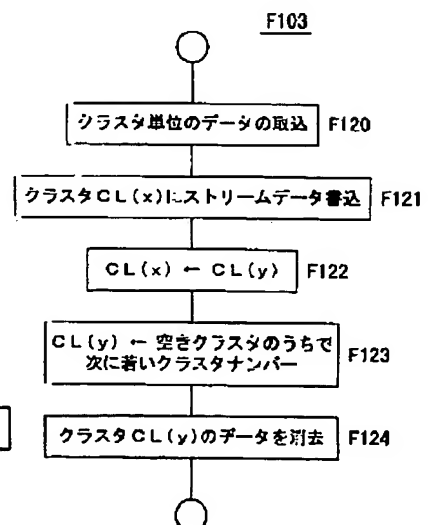 F103
クラスタ単位のデータの取込 F120
クラスタCL(x)にストリームデータ書込 F121
CL(x) ← CL(y) F122
CL(y) ← 空きクラスタのうちで
次に若いクラスタナンバー F123
クラスタCL(y)のデータを消去 F124